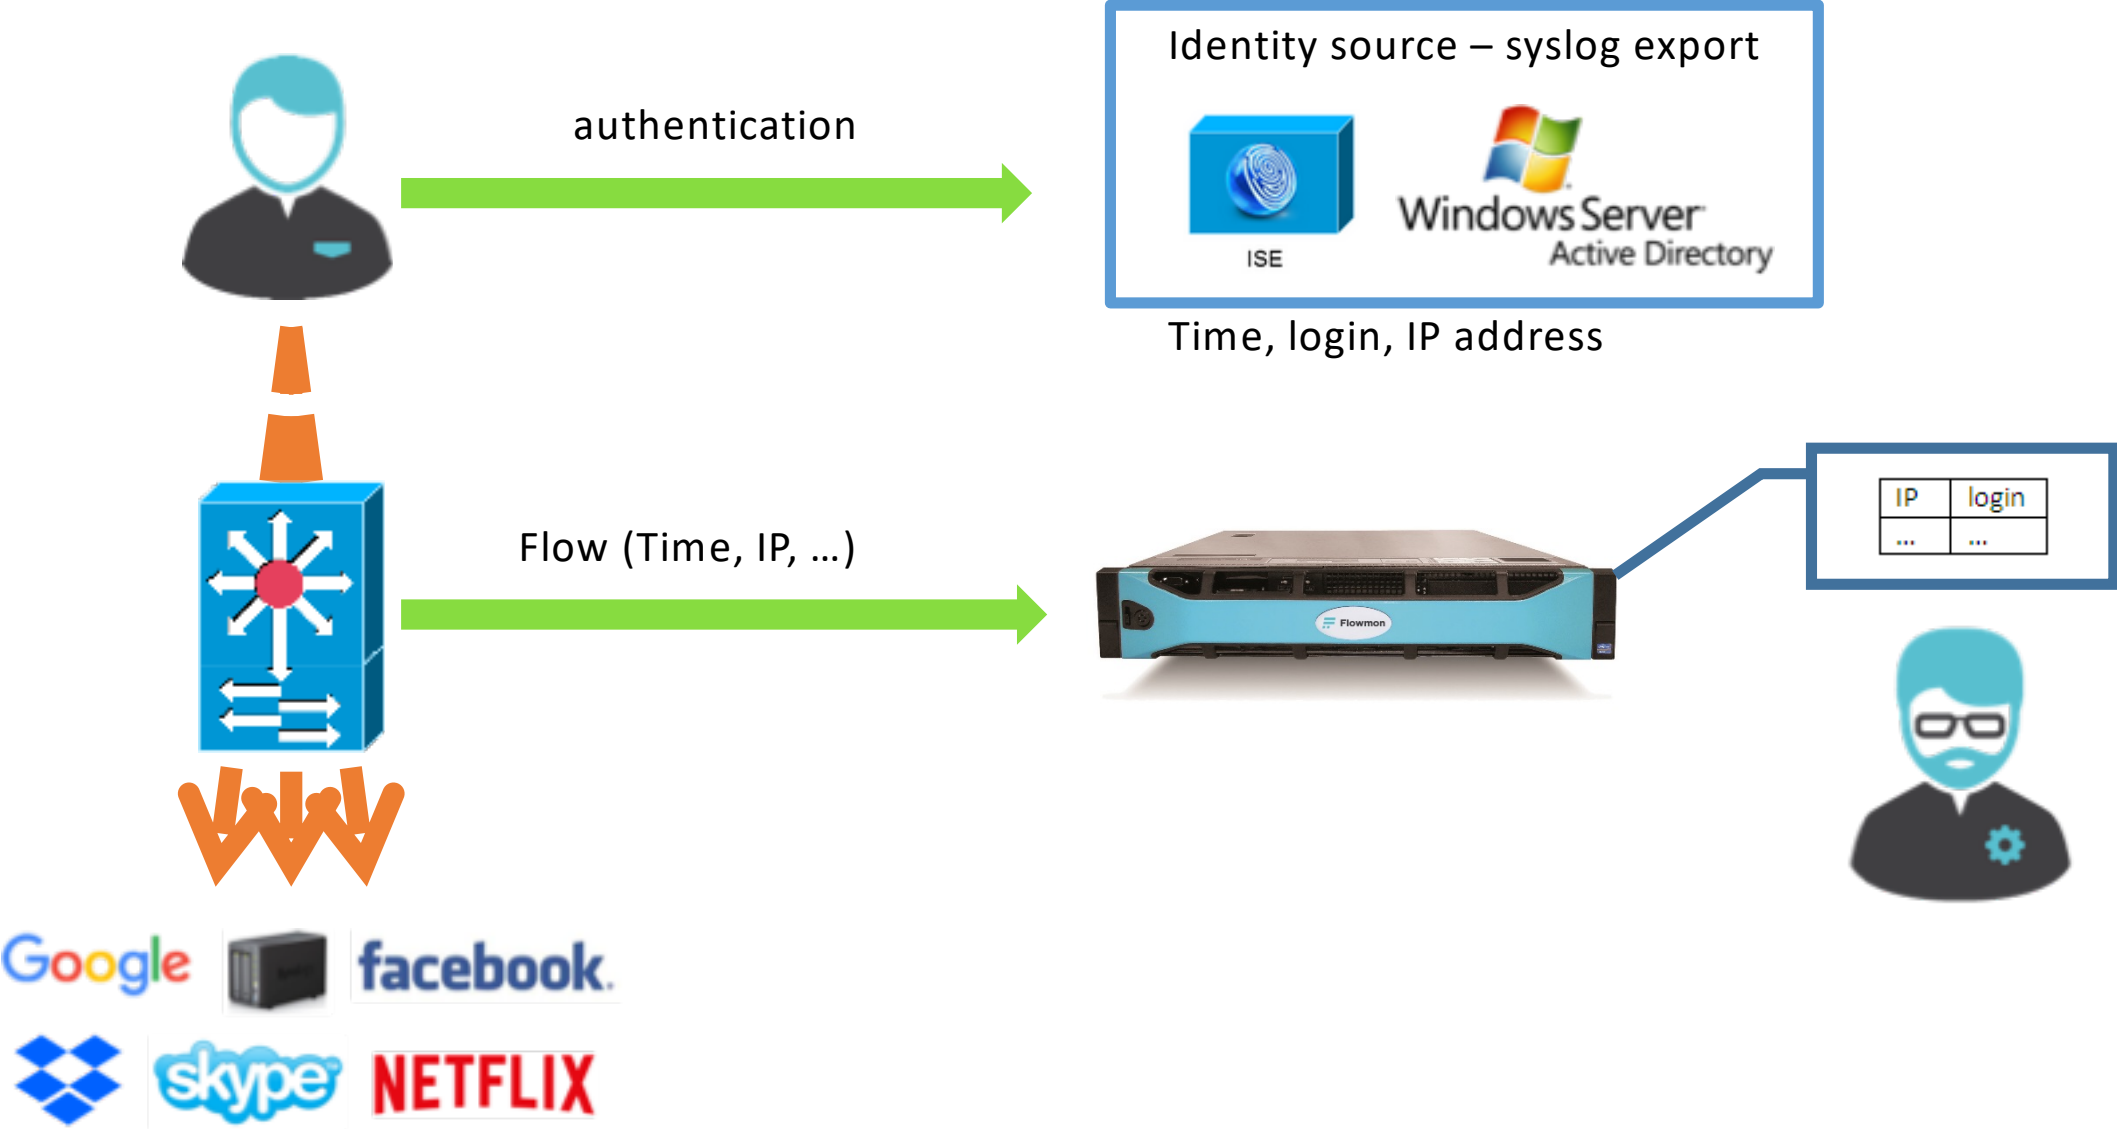 Identity source – syslog export
authentication
Windows Server
Active Directory
ISE
Time, login, IP address
IP login
... ...
Flow (Time, IP, ...)
Flowmon
Google
facebook.
skype
NETFLIX